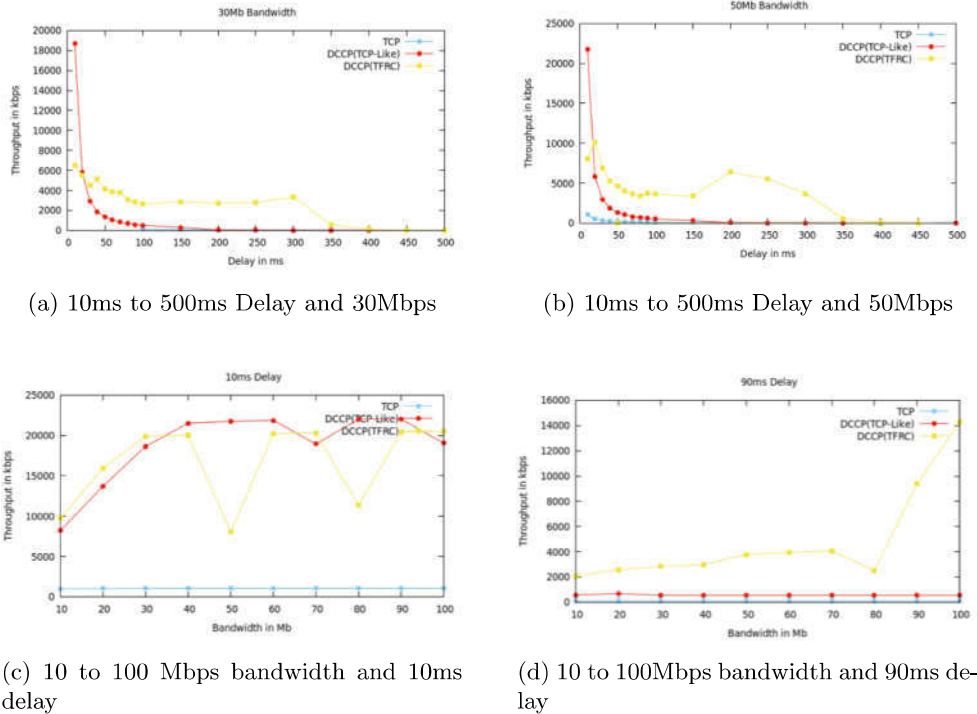 30Mb Bandwidth
20000
18000
16000
14000
12000
10000
8000
6000
4000
2000
0
Throughput in kbps
TCP
DCCP(TCP-Like)
DCCP(TFRC)
0 50 100 150 200 250 300 350 400 450 500
Delay in ms
(a) 10ms to 500ms Delay and 30Mbps
50Mb Bandwidth
25000
20000
15000
10000
5000
0
Throughput in kbps
TCP
DCCP(TCP-Like)
DCCP(TFRC)
0 50 100 150 200 250 300 350 400 450 500
Delay in ms
(b) 10ms to 500ms Delay and 50Mbps
10ms Delay
25000
20000
15000
10000
5000
0
Throughput in kbps
TCP
DCCP(TCP-Like)
DCCP(TFRC)
10 20 30 40 50 60 70 80 90 100
Bandwidth in Mb
(c) 10 to 100 Mbps bandwidth and 10ms
delay
90ms Delay
16000
14000
12000
10000
8000
6000
4000
2000
0
Throughput in kbps
TCP
DCCP(TCP-Like)
DCCP(TFRC)
10 20 30 40 50 60 70 80 90 100
Bandwidth in Mb
(d) 10 to 100Mbps bandwidth and 90ms de-
lay